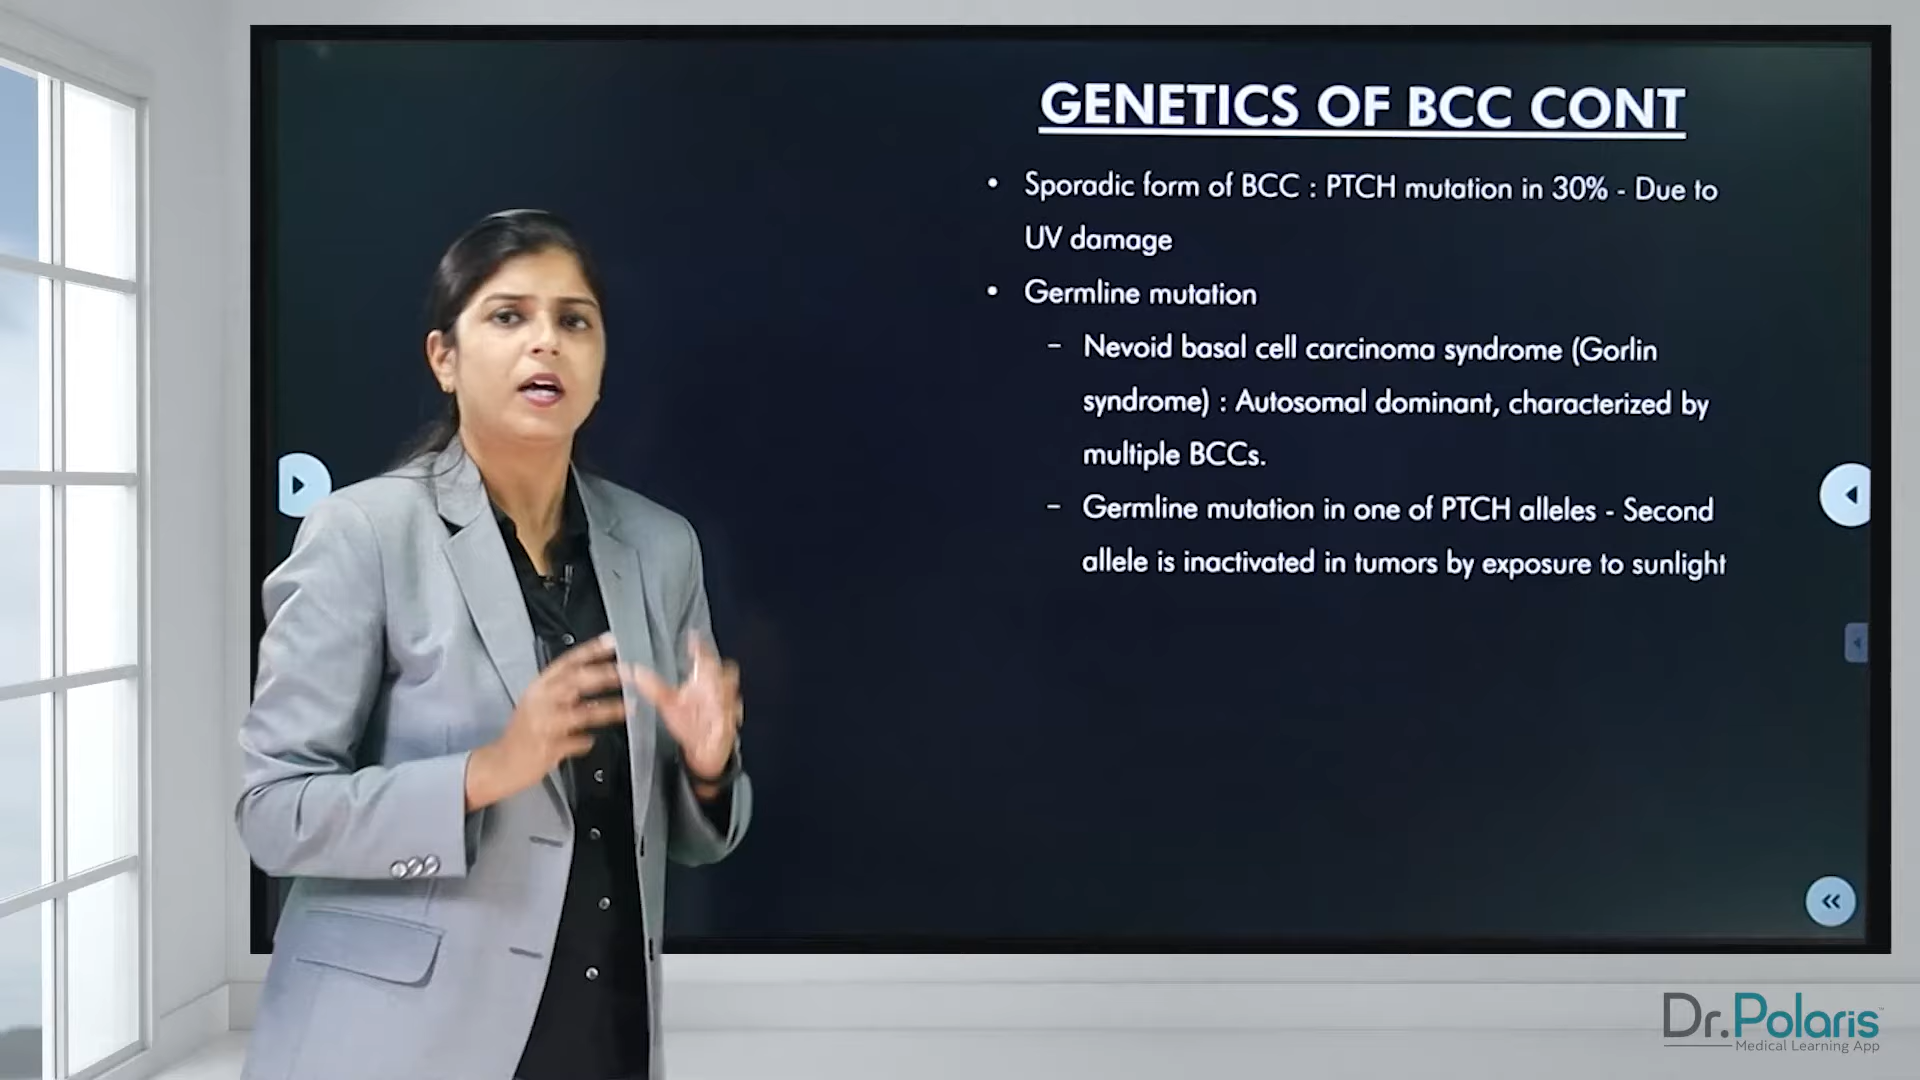 GENETICS OF BCC CONT
• Sporadic form of BCC : PTCH mutation in 30% - Due to
UV damage
• Germline mutation
– Nevoid basal cell carcinoma syndrome (Gorlin
syndrome) : Autosomal dominant, characterized by
multiple BCCs.
– Germline mutation in one of PTCH alleles - Second
allele is inactivated in tumors by exposure to sunlight
Dr.Polaris
Medical Learning App